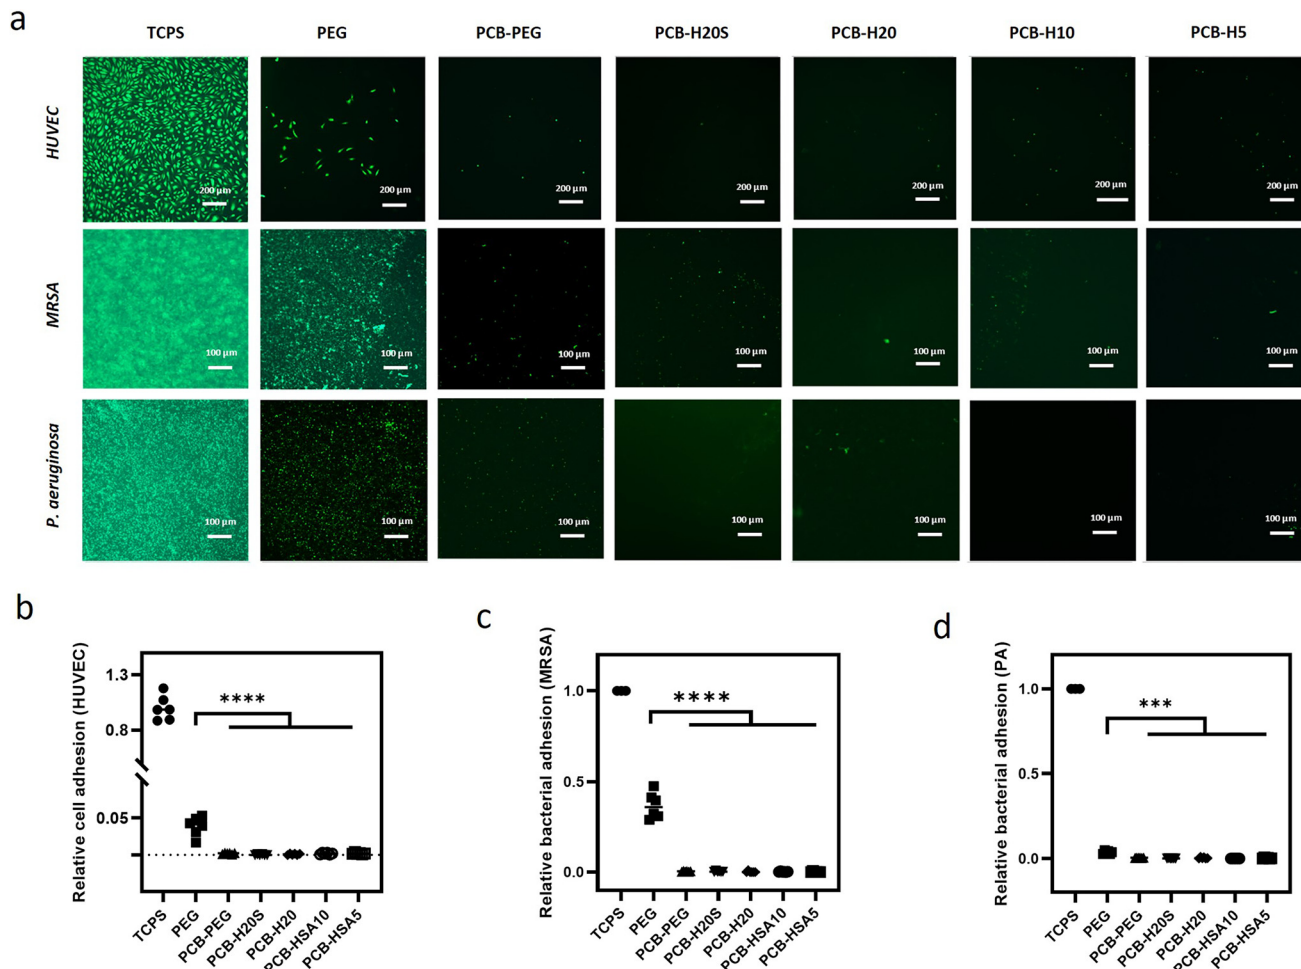 a
TCPS PEG PCB-PEG PCB-H20S PCB-H20 PCB-H10 PCB-H5
HUVEC
200 µm 200 µm 200 µm 200 µm 200 µm 200 µm 200 µm
MRSA
100 µm 100 µm 100 µm 100 µm 100 µm 100 µm 100 µm
P. aeruginosa
100 µm 100 µm 100 µm 100 µm 100 µm 100 µm 100 µm
b
Relative cell adhesion (HUVEC)
1.3
0.8
0.05
****
TCPS
PEG
PCB-PEG
PCB-H20S
PCB-H20
PCB-HSA10
PCB-HSA5
c
Relative bacterial adhesion (MRSA)
1.0
0.5
0.0
****
TCPS
PEG
PCB-PEG
PCB-H20S
PCB-H20
PCB-HSA10
PCB-HSA5
d
Relative bacterial adhesion (PA)
1.0
0.5
0.0
***
TCPS
PEG
PCB-PEG
PCB-H20S
PCB-H20
PCB-HSA10
PCB-HSA5